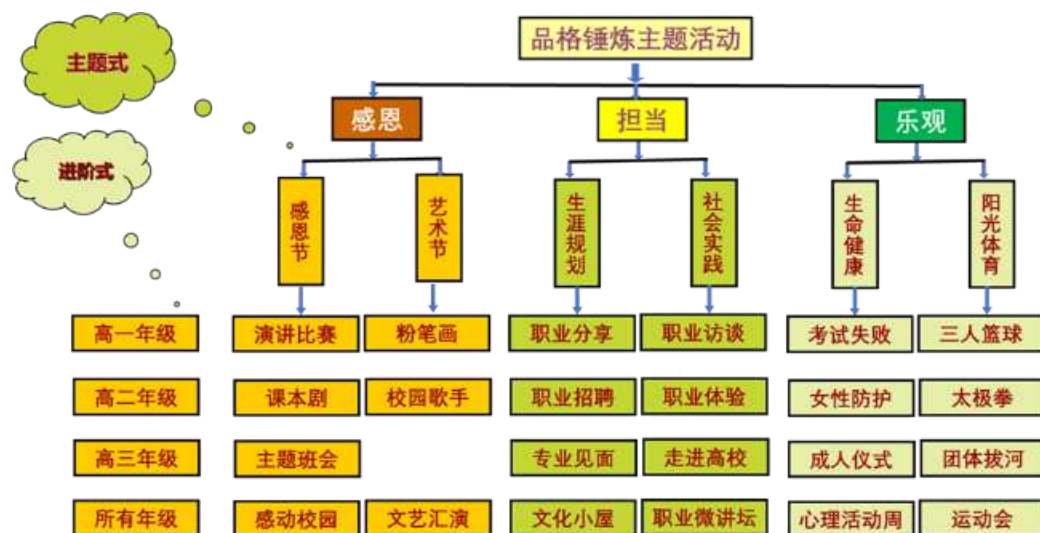 品格锤炼主题活动
主题式
进阶式
感恩
担当
乐观
感恩节
艺术节
生涯规划
社会实践
生命健康
阳光体育
高一年级
演讲比赛
粉笔画
职业分享
职业访谈
考试失败
三人篮球
高二年级
课本剧
校园歌手
职业招聘
职业体验
女性防护
太极拳
高三年级
主题班会
专业见面
走进高校
成人仪式
团体拔河
所有年级
感动校园
文艺汇演
文化小屋
职业微讲坛
心理活动周
运动会